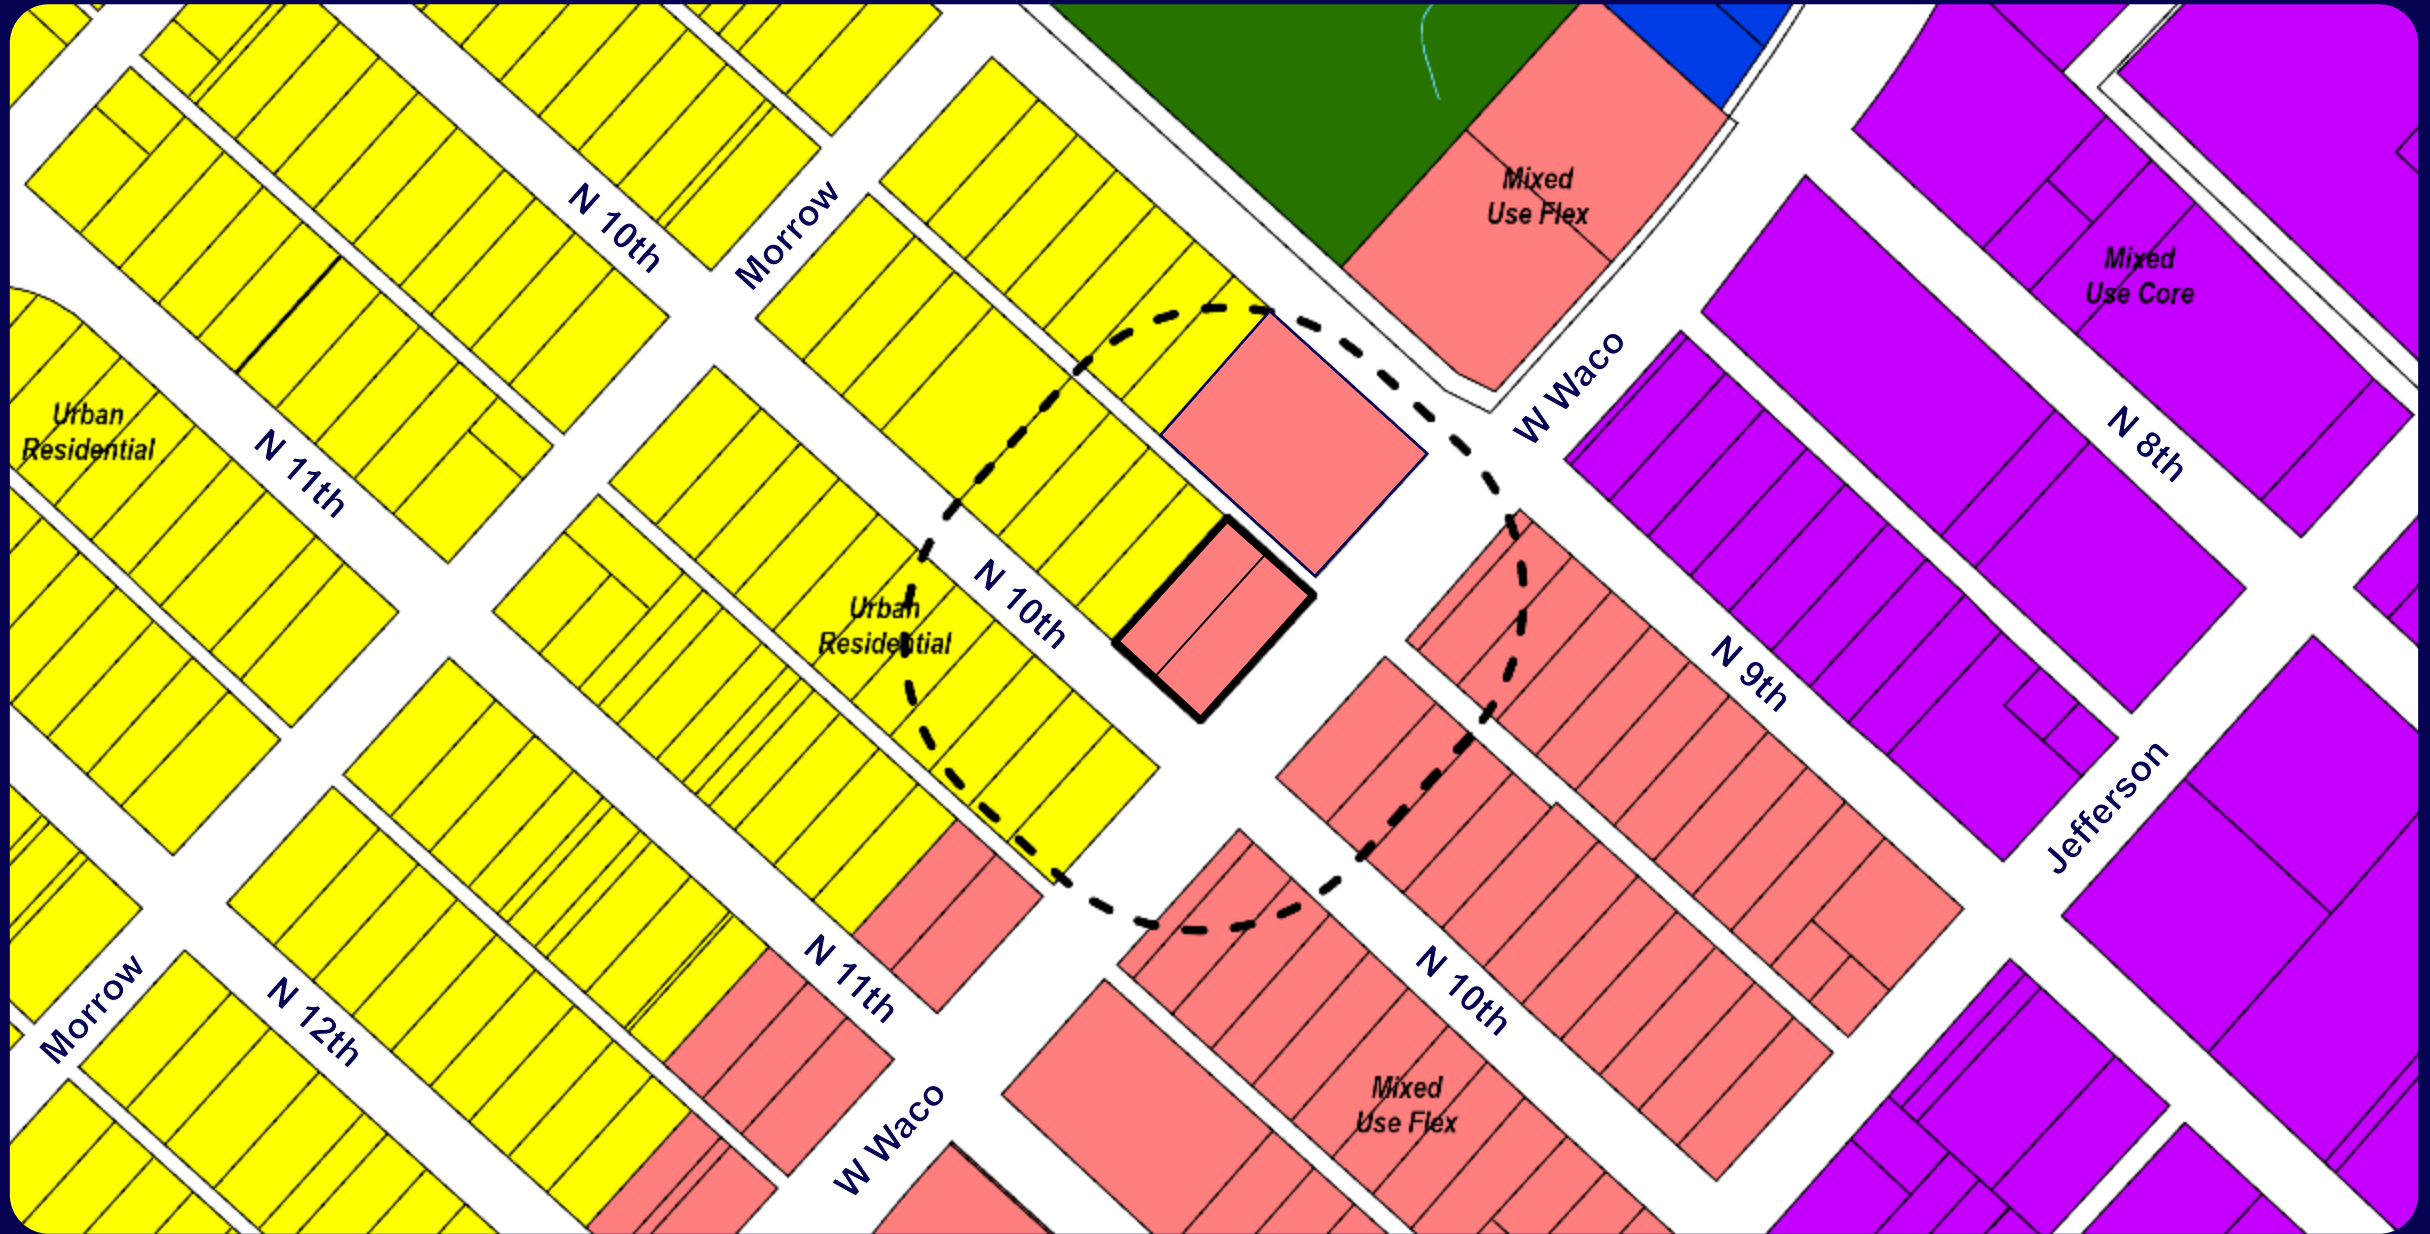 Mixed
Use Flex
N 10th
Morrow
Mixed
Use Core
W Waco
Urban
Residential
N 11th
N 8th
N 10th
Urban
Residential
N 9th
Jefferson
N 11th
N 10th
Morrow
N 12th
Mixed
Use Flex
W Waco